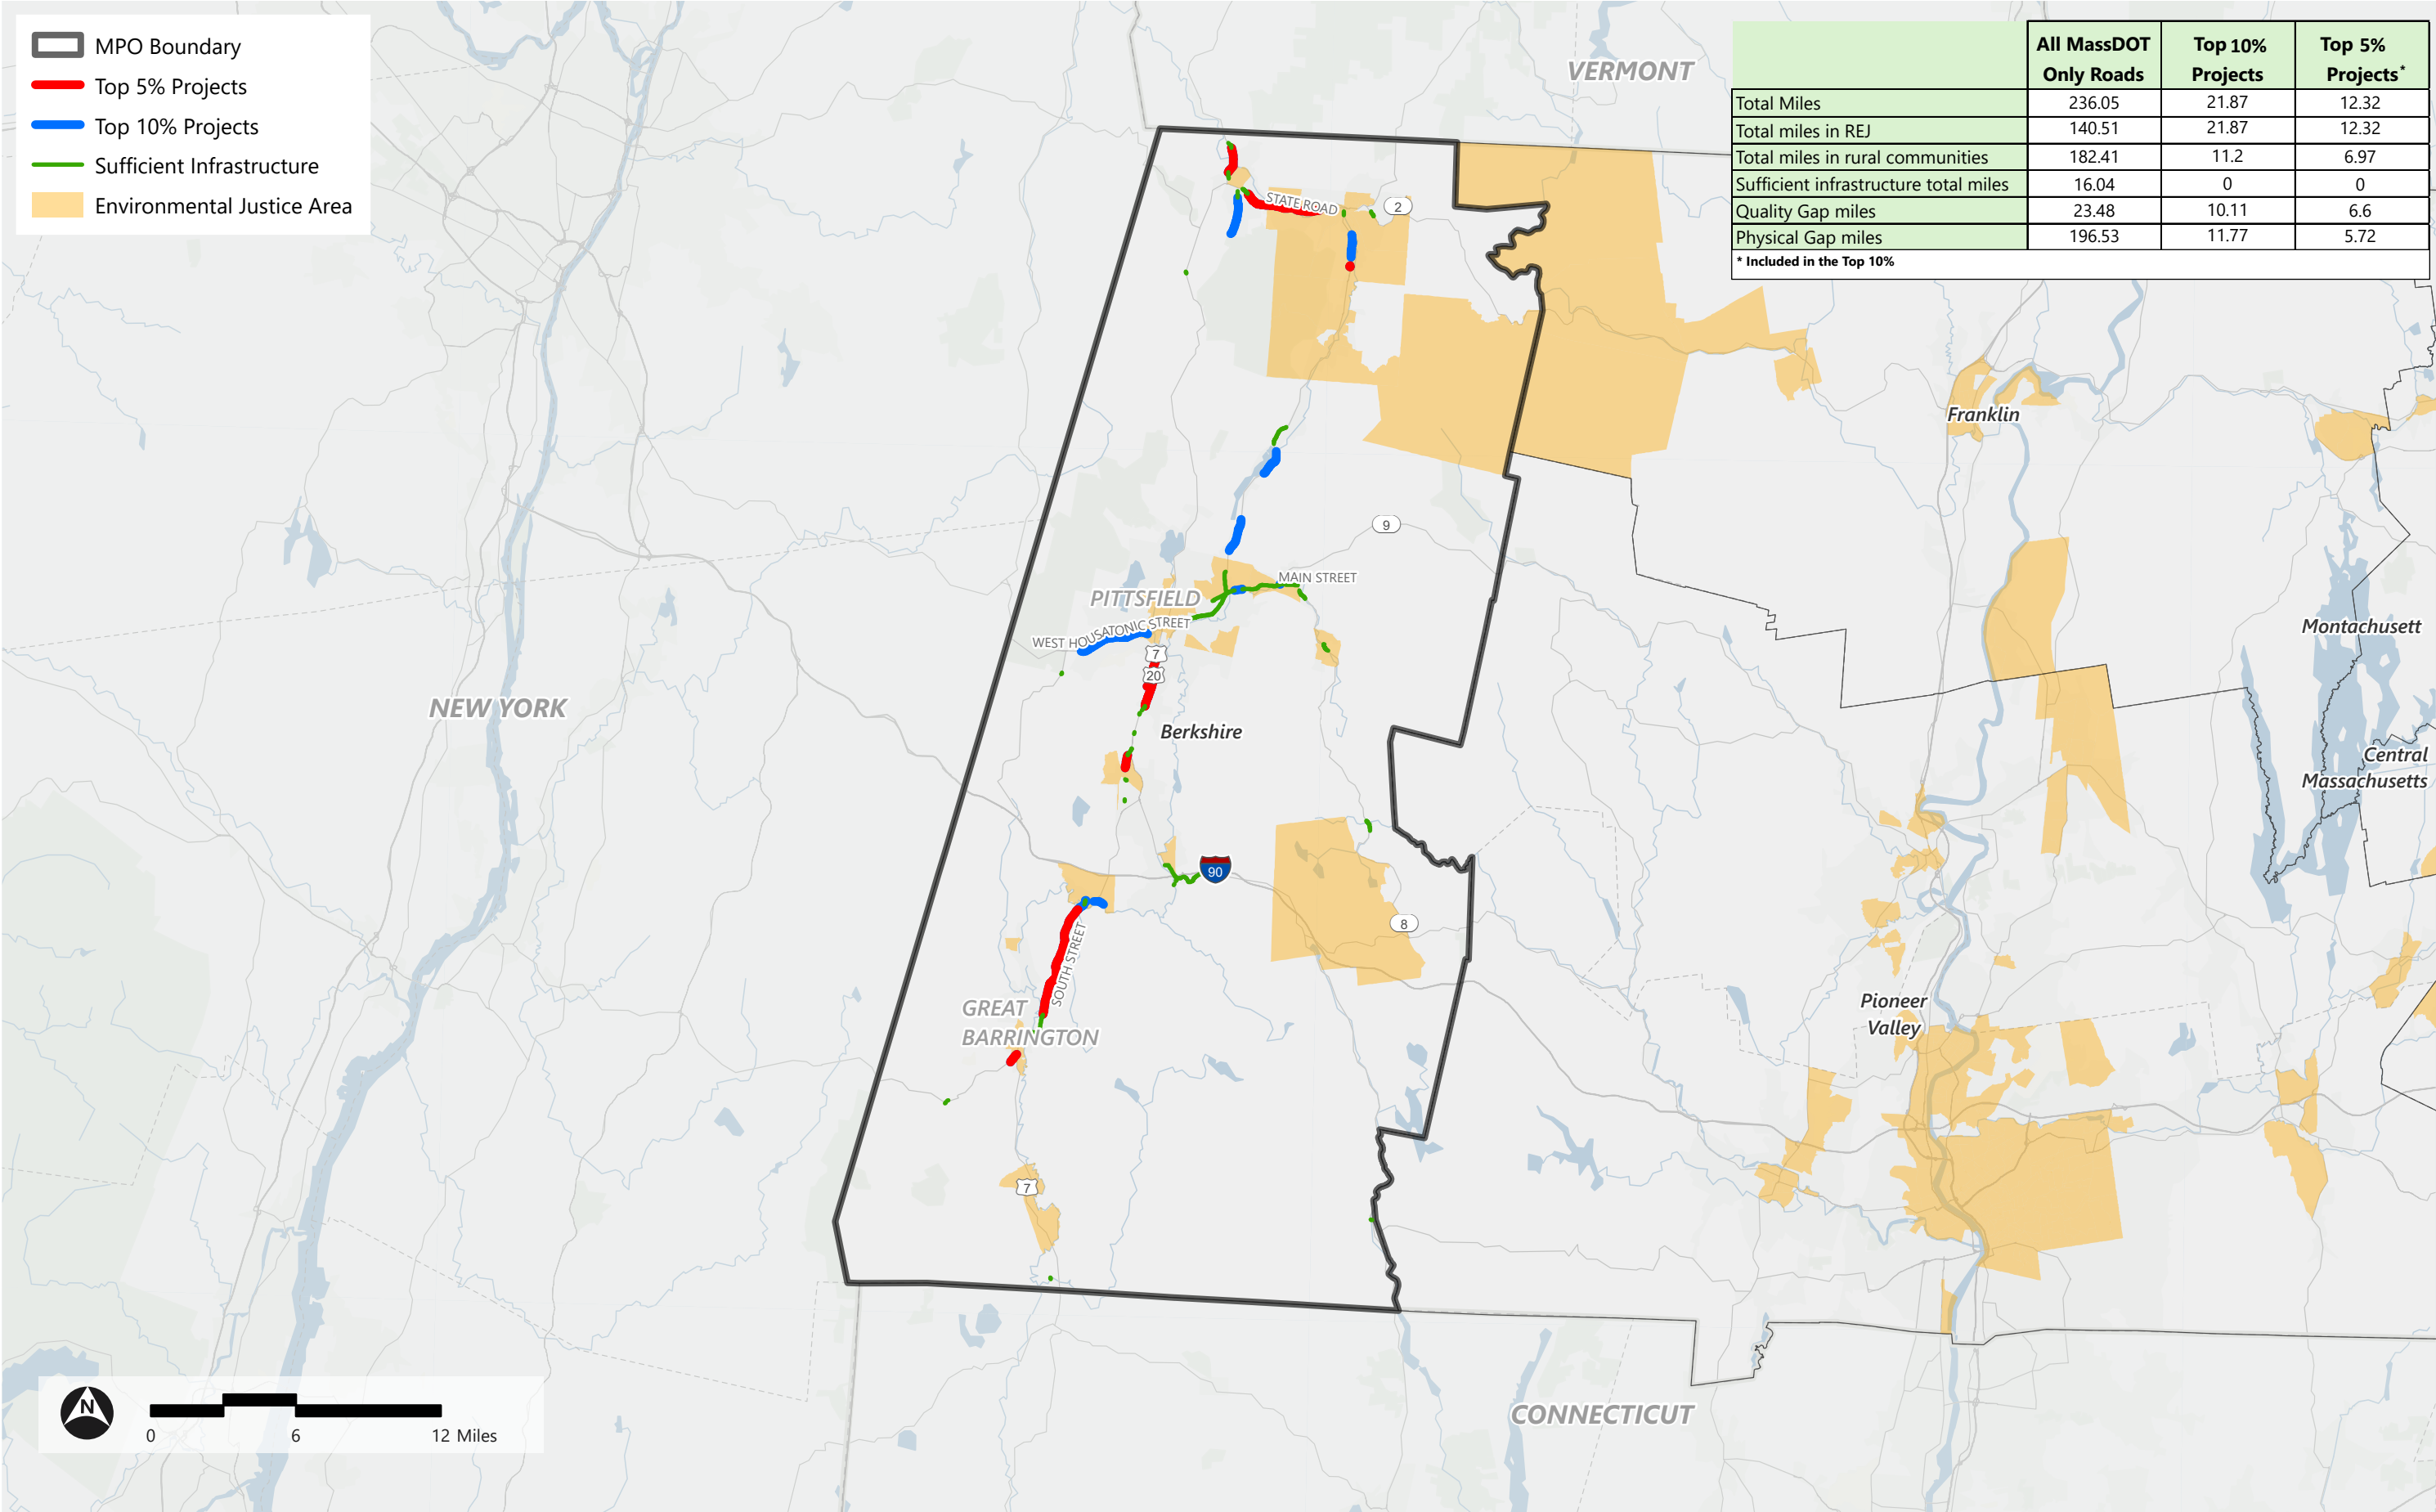 MPO Boundary
Top 5% Projects
Top 10% Projects
Sufficient Infrastructure
Environmental Justice Area
All MassDOT Only Roads Top 10% Projects Top 5% Projects*
Total Miles 236.05 21.87 12.32
Total miles in REJ 140.51 21.87 12.32
Total miles in rural communities 182.41 11.2 6.97
Sufficient infrastructure total miles 16.04 0 0
Quality Gap miles 23.48 10.11 6.6
Physical Gap miles 196.53 11.77 5.72
* Included in the Top 10%
VERMONT
STATE ROAD
2
Franklin
9
MAIN STREET
PITTSFIELD
WEST HOUSATONIC STREET
Montachusett
7
20
NEW YORK
Berkshire
Central
Massachusetts
90
8
SOUTH STREET
GREAT
BARRINGTON
Pioneer
Valley
7
CONNECTICUT
N
0 6 12 Miles